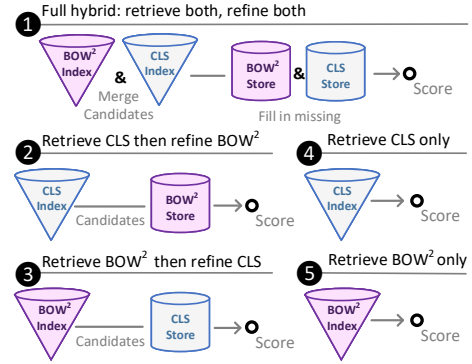 1 Full hybrid: retrieve both, refine both
BOW² Index & CLS Index BOW² Store & CLS Store
Merge Candidates
Fill in missing
Score
2 Retrieve CLS then refine BOW²
CLS Index
Candidates
BOW² Store
Score
4 Retrieve CLS only
CLS Index
Score
3 Retrieve BOW² then refine CLS
BOW² Index
Candidates
CLS Store
Score
5 Retrieve BOW² only
BOW² Index
Score